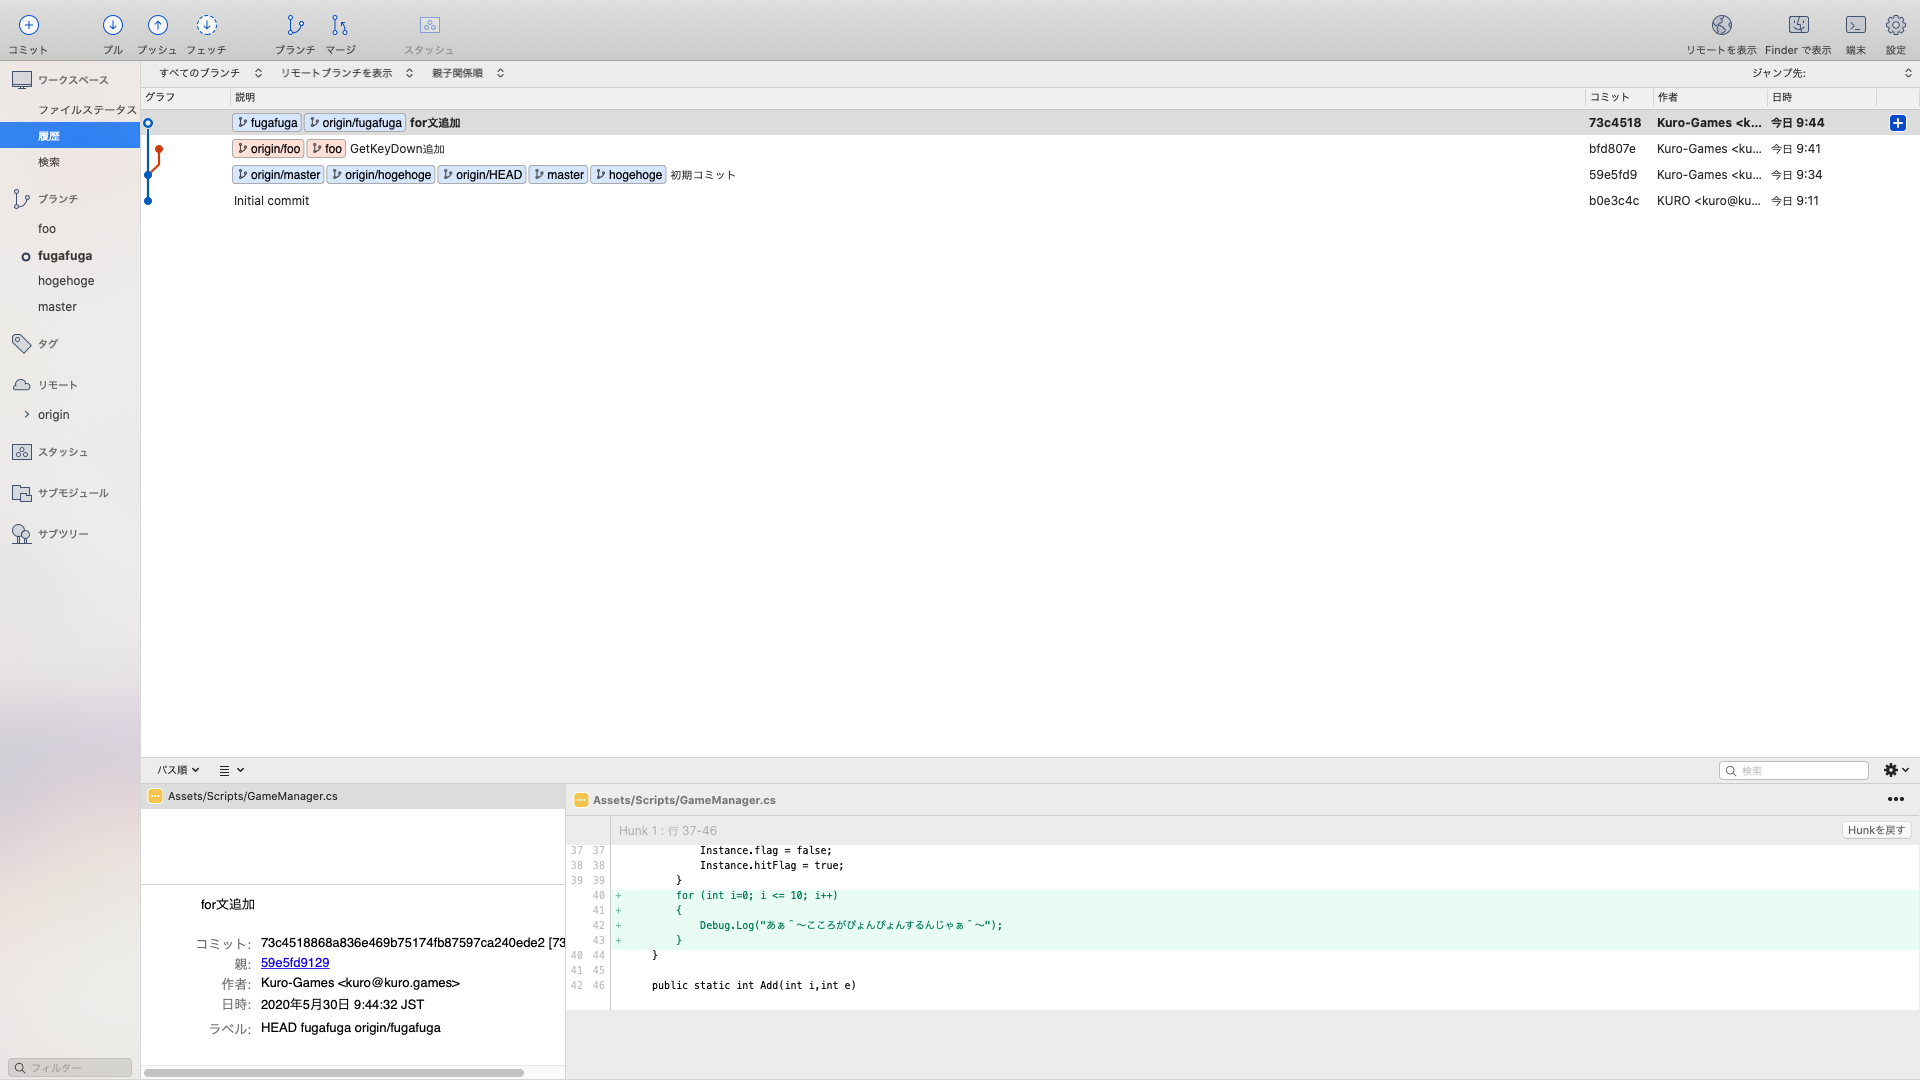 コミット プル プッシュ フェッチ ブランチ マージ スタッシュ リモートを表示 Finder で表示 端末 設定
ワークスペース
ファイルステータス
履歴
検索
ブランチ
foo
fugafuga
hogehoge
master
タグ
リモート
origin
スタッシュ
サブモジュール
サブツリー
フィルター
すべてのブランチ リモートブランチを表示 親子関係順 ジャンプ先:
グラフ 説明 コミット 作者 日時
fugafuga origin/fugafuga for文追加 73c4518 Kuro-Games <k... 今日 9:44
origin/foo foo GetKeyDown追加 bfd807e Kuro-Games <ku... 今日 9:41
origin/master origin/hogehoge origin/HEAD master hogehoge 初期コミット 59e5fd9 Kuro-Games <ku... 今日 9:34
Initial commit b0e3c4c KURO <kuro@ku... 今日 9:11
パス順 検索
Assets/Scripts/GameManager.cs
for文追加
コミット: 73c4518868a836e469b75174fb87597ca240ede2 [73
親: 59e5fd9129
作者: Kuro-Games <kuro@kuro.games>
日時: 2020年5月30日 9:44:32 JST
ラベル: HEAD fugafuga origin/fugafuga
Assets/Scripts/GameManager.cs
Hunk 1 : 行 37-46 Hunkを戻す
37 37 Instance.flag = false;
38 38 Instance.hitFlag = true;
39 39 }
40 + for (int i=0; i <= 10; i++)
41 + {
42 + Debug.Log("あぁ＾～こころがぴょんぴょんするんじゃぁ＾～");
43 + }
40 44 }
41 45
42 46 public static int Add(int i,int e)